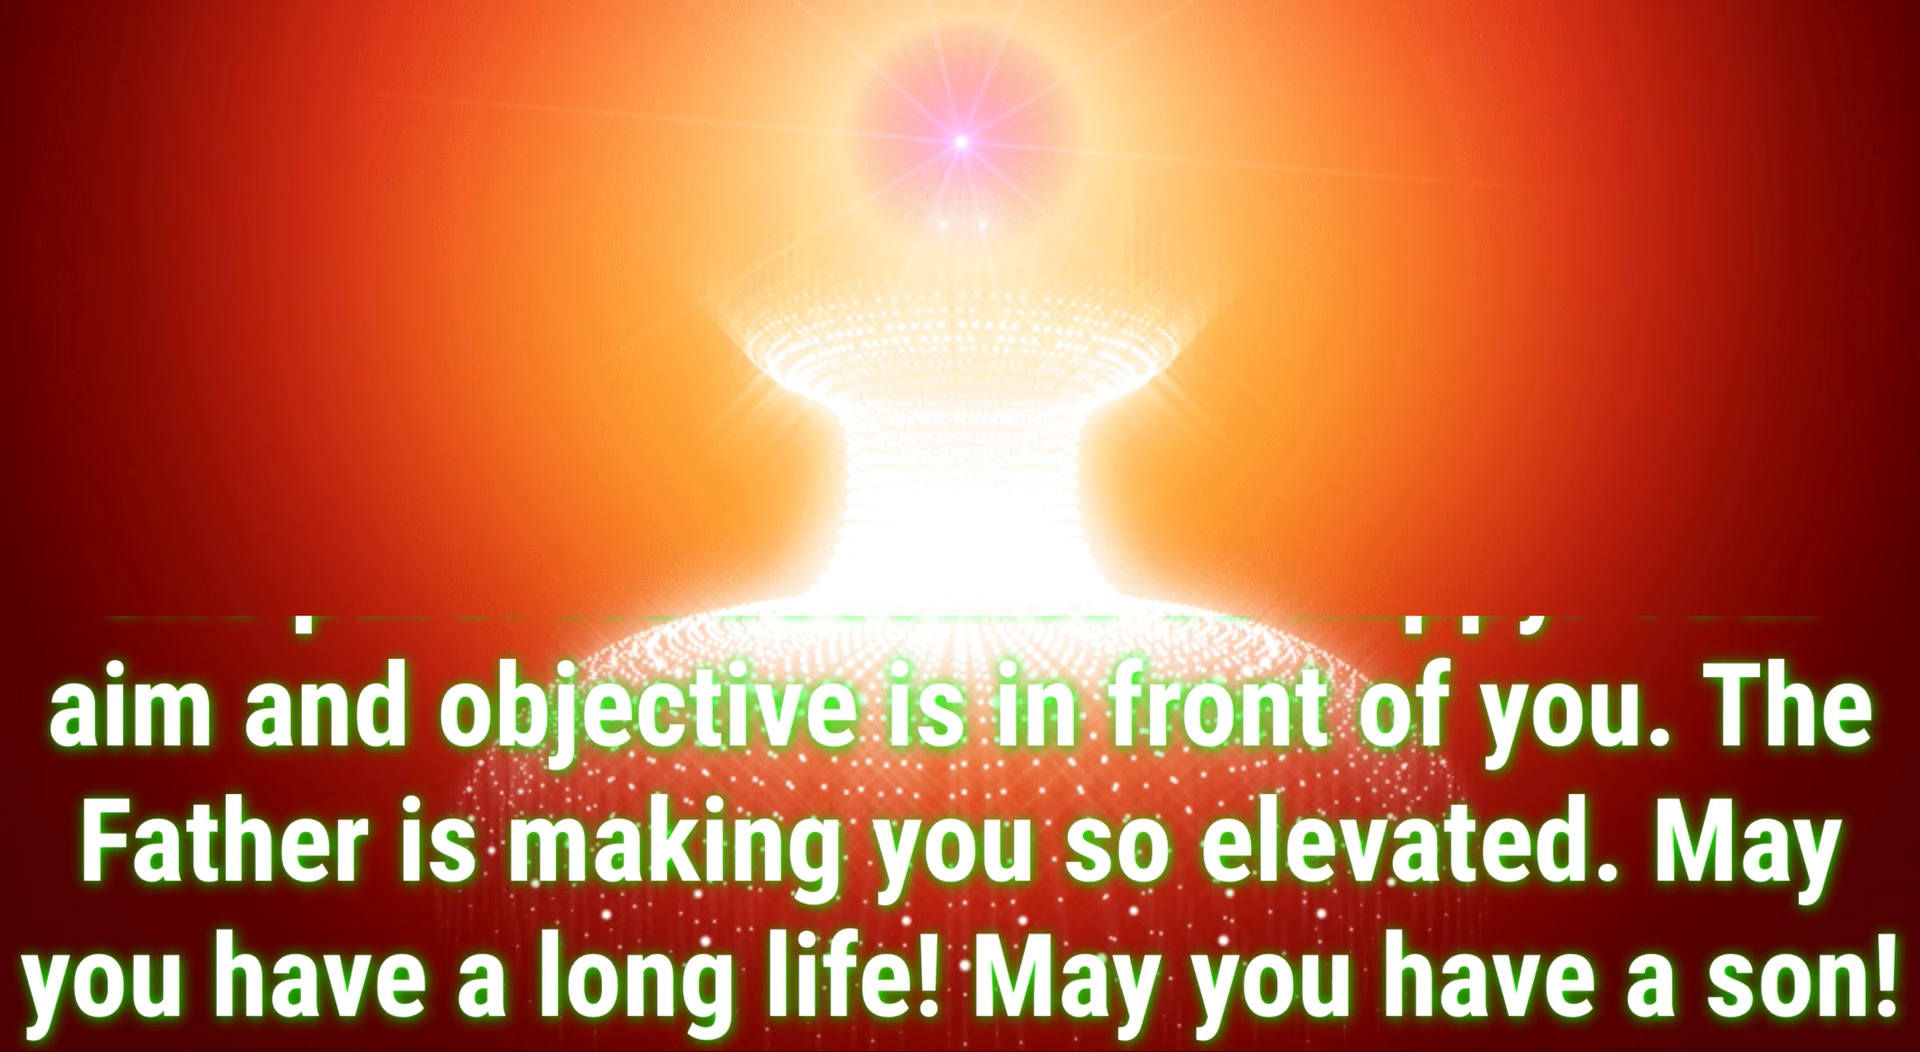 aim and objective is in front of you. The
Father is making you so elevated. May
you have a long life! May you have a son!